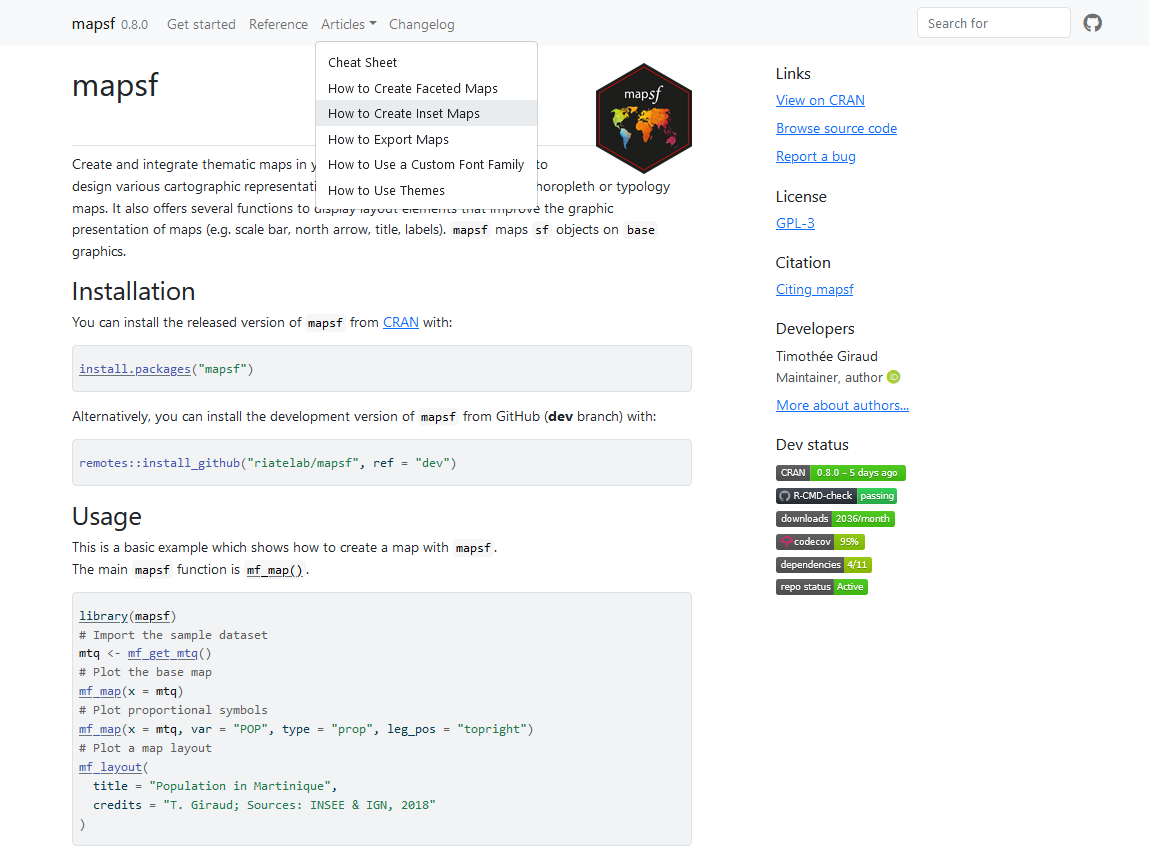 mapsf 0.8.0 Get started Reference Articles Changelog Search for
Cheat Sheet
How to Create Faceted Maps
How to Create Inset Maps
How to Export Maps
How to Use a Custom Font Family
How to Use Themes
mapsf
mapsf
Create and integrate thematic maps in to
design various cartographic horopleth or typology
maps. It also offers several functions to display layout elements that improve the graphic
presentation of maps (e.g. scale bar, north arrow, title, labels). mapsf maps sf objects on base
graphics.
Installation
You can install the released version of mapsf from CRAN with:
install.packages("mapsf")
Alternatively, you can install the development version of mapsf from GitHub (dev branch) with:
remotes::install_github("riatelab/mapsf", ref = "dev")
Usage
This is a basic example which shows how to create a map with mapsf.
The main mapsf function is mf_map().
library(mapsf)
# Import the sample dataset
mtq <- mf_get_mtq()
# Plot the base map
mf_map(x = mtq)
# Plot proportional symbols
mf_map(x = mtq, var = "POP", type = "prop", leg_pos = "topright")
# Plot a map layout
mf_layout(
  title = "Population in Martinique",
  credits = "T. Giraud; Sources: INSEE & IGN, 2018"
)
Links
View on CRAN
Browse source code
Report a bug
License
GPL-3
Citation
Citing mapsf
Developers
Timothée Giraud
Maintainer, author iD
More about authors...
Dev status
CRAN 0.8.0 – 5 days ago
R-CMD-check passing
downloads 2036/month
codecov 95%
dependencies 4/11
repo status Active